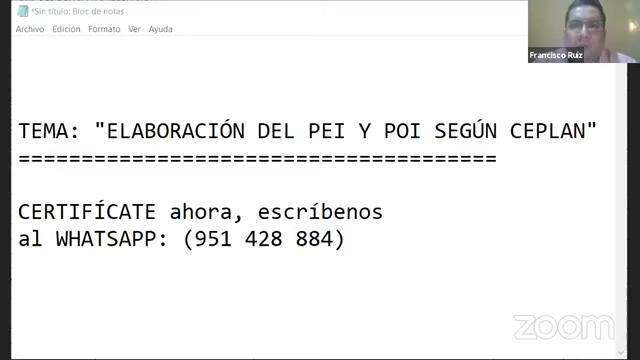 *Sin título: Bloc de notas
Archivo Edición Formato Ver Ayuda
Francisco Ruiz
TEMA: "ELABORACIÓN DEL PEI Y POI SEGÚN CEPLAN"
======================================
CERTIFÍCATE ahora, escríbenos
al WHATSAPP: (951 428 884)
zoom